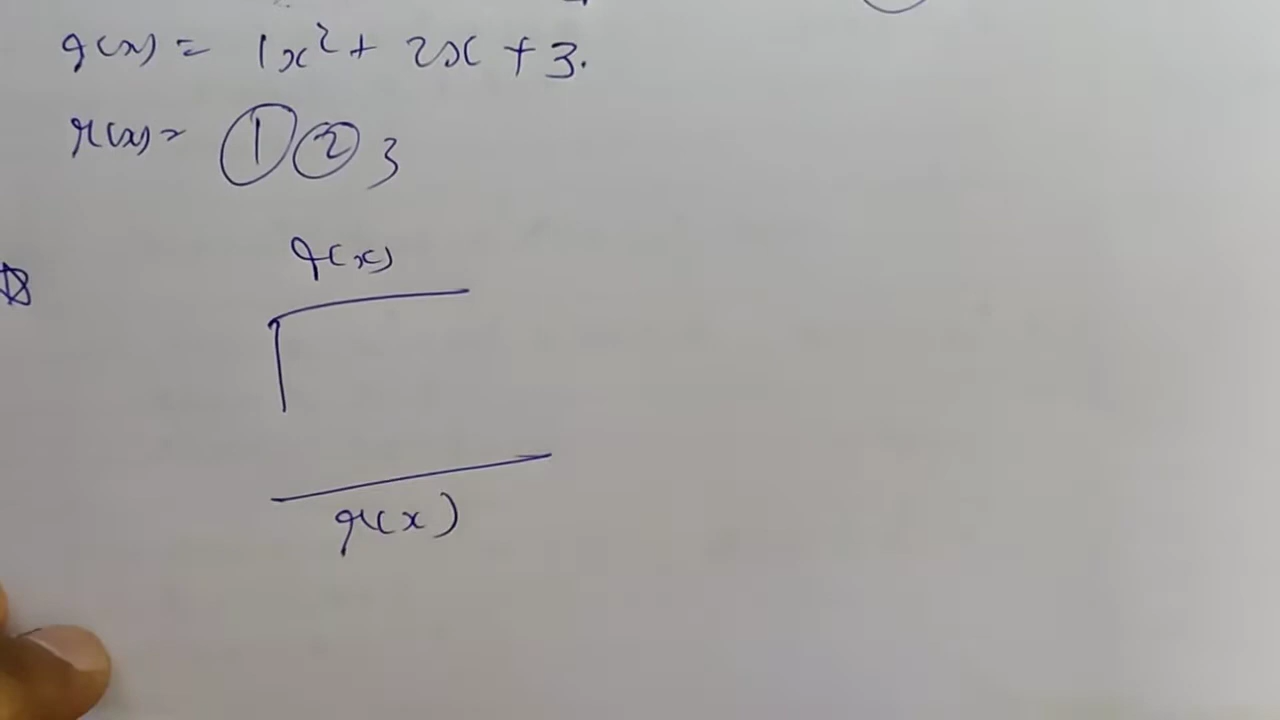 q(x) = 1x² + 2x + 3.
r(x) = 1 2 3
q(x)
r(x)